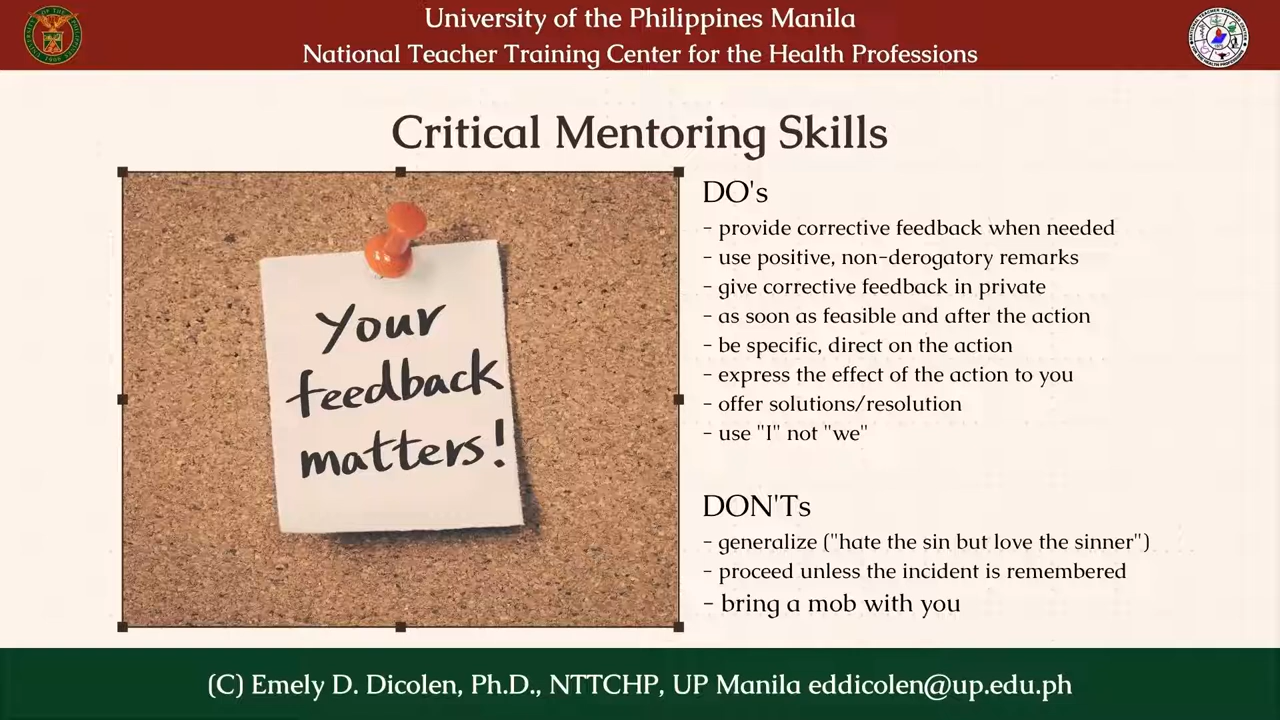 University of the Philippines Manila
National Teacher Training Center for the Health Professions
Critical Mentoring Skills
Your
feedback
matters!
DO's
- provide corrective feedback when needed
- use positive, non-derogatory remarks
- give corrective feedback in private
- as soon as feasible and after the action
- be specific, direct on the action
- express the effect of the action to you
- offer solutions/resolution
- use "I" not "we"
DON'Ts
- generalize ("hate the sin but love the sinner")
- proceed unless the incident is remembered
- bring a mob with you
(C) Emely D. Dicolen, Ph.D., NTTCHP, UP Manila eddicolen@up.edu.ph